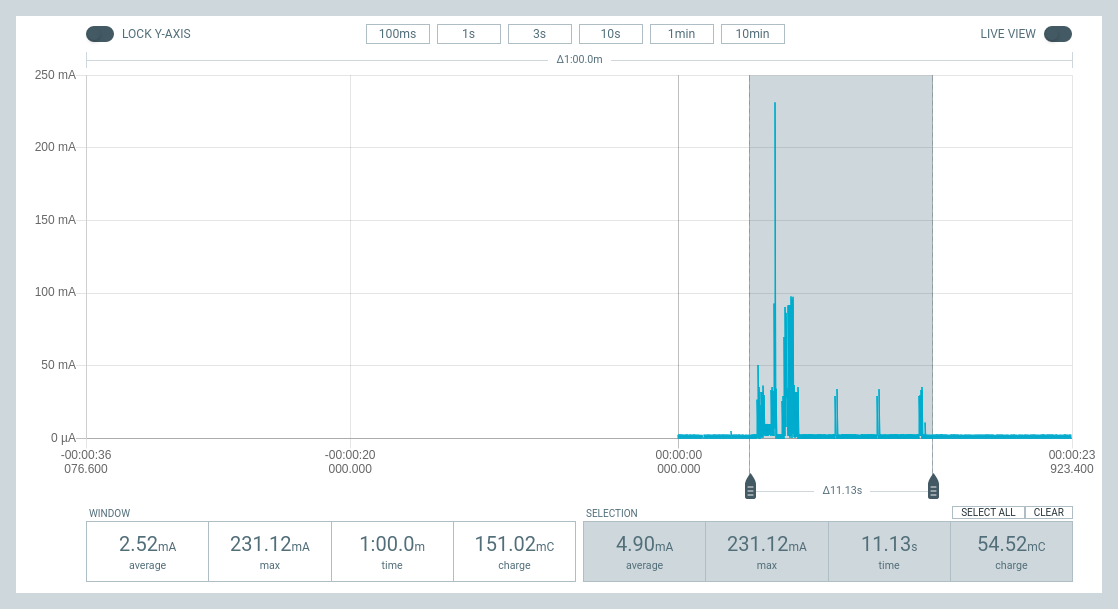 LOCK Y-AXIS 100ms 1s 3s 10s 1min 10min LIVE VIEW
Δ1:00.0m
250 mA
200 mA
150 mA
100 mA
50 mA
0 µA
-00:00:36 -00:00:20 00:00:00 00:00:23
076.600 000.000 000.000 923.400
Δ11.13s
WINDOW SELECTION SELECT ALL CLEAR
2.52mA 231.12mA 1:00.0m 151.02mC 4.90mA 231.12mA 11.13s 54.52mC
average max time charge average max time charge